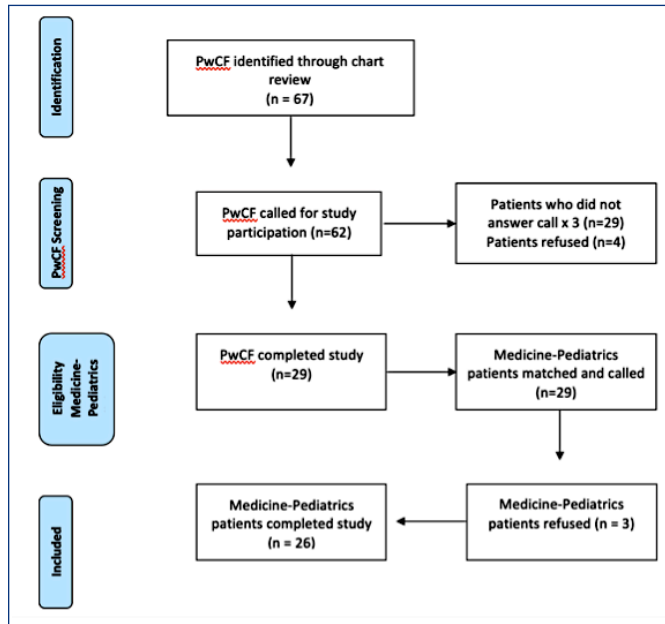 Identification
PwCF identified through chart
review
(n = 67)
PwCF Screening
PwCF called for study
participation (n=62)
Patients who did not
answer call x 3 (n=29)
Patients refused (n=4)
Eligibility
Medicine-
Pediatrics
PwCF completed study
(n=29)
Medicine-Pediatrics
patients matched and called
(n=29)
Included
Medicine-Pediatrics
patients completed study
(n = 26)
Medicine-Pediatrics
patients refused (n = 3)